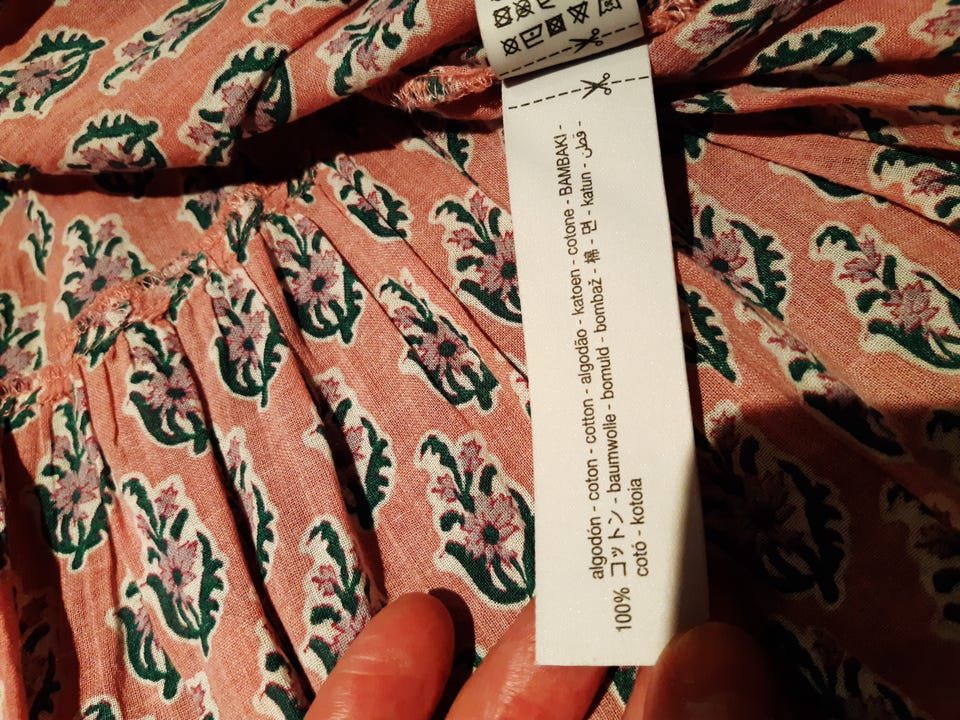 algodón - coton - cotton - algodão - katoen - cotone - BAMBAKI -
100% コットン - baumwolle - bomuld - bombaž - 棉 - 면 - katun - قطن -
cotó - kotoia